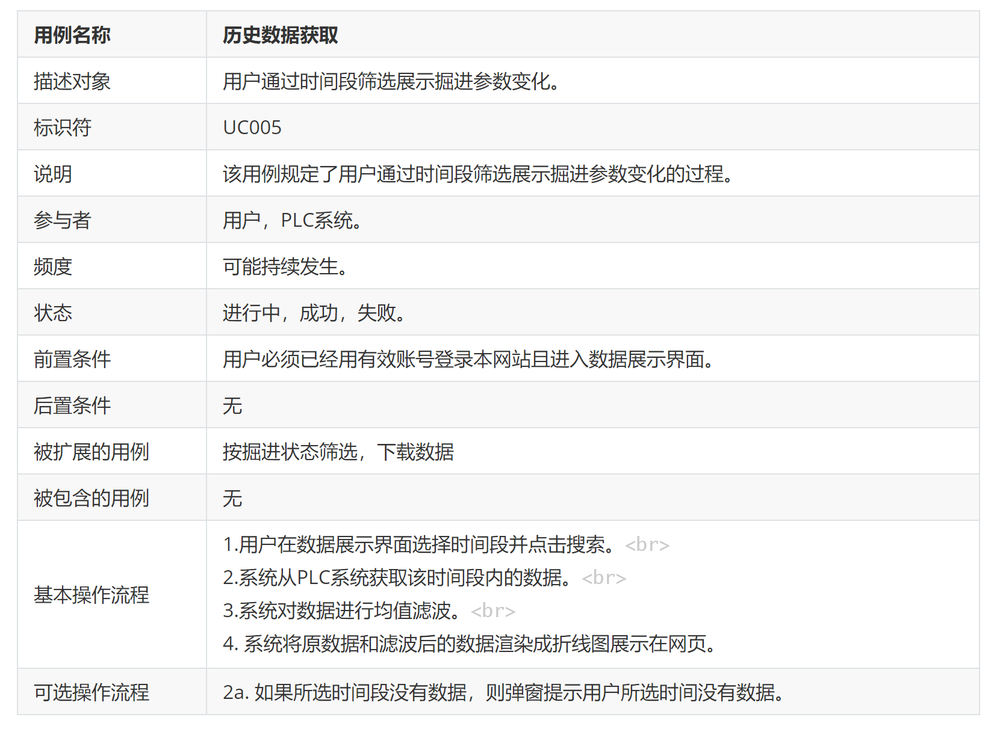 用例名称 历史数据获取
描述对象 用户通过时间段筛选展示掘进参数变化。
标识符 UC005
说明 该用例规定了用户通过时间段筛选展示掘进参数变化的过程。
参与者 用户，PLC系统。
频度 可能持续发生。
状态 进行中，成功，失败。
前置条件 用户必须已经用有效账号登录本网站且进入数据展示界面。
后置条件 无
被扩展的用例 按掘进状态筛选，下载数据
被包含的用例 无
基本操作流程
1.用户在数据展示界面选择时间段并点击搜索。<br>
2.系统从PLC系统获取该时间段内的数据。<br>
3.系统对数据进行均值滤波。<br>
4. 系统将原数据和滤波后的数据渲染成折线图展示在网页。
可选操作流程 2a. 如果所选时间段没有数据，则弹窗提示用户所选时间没有数据。